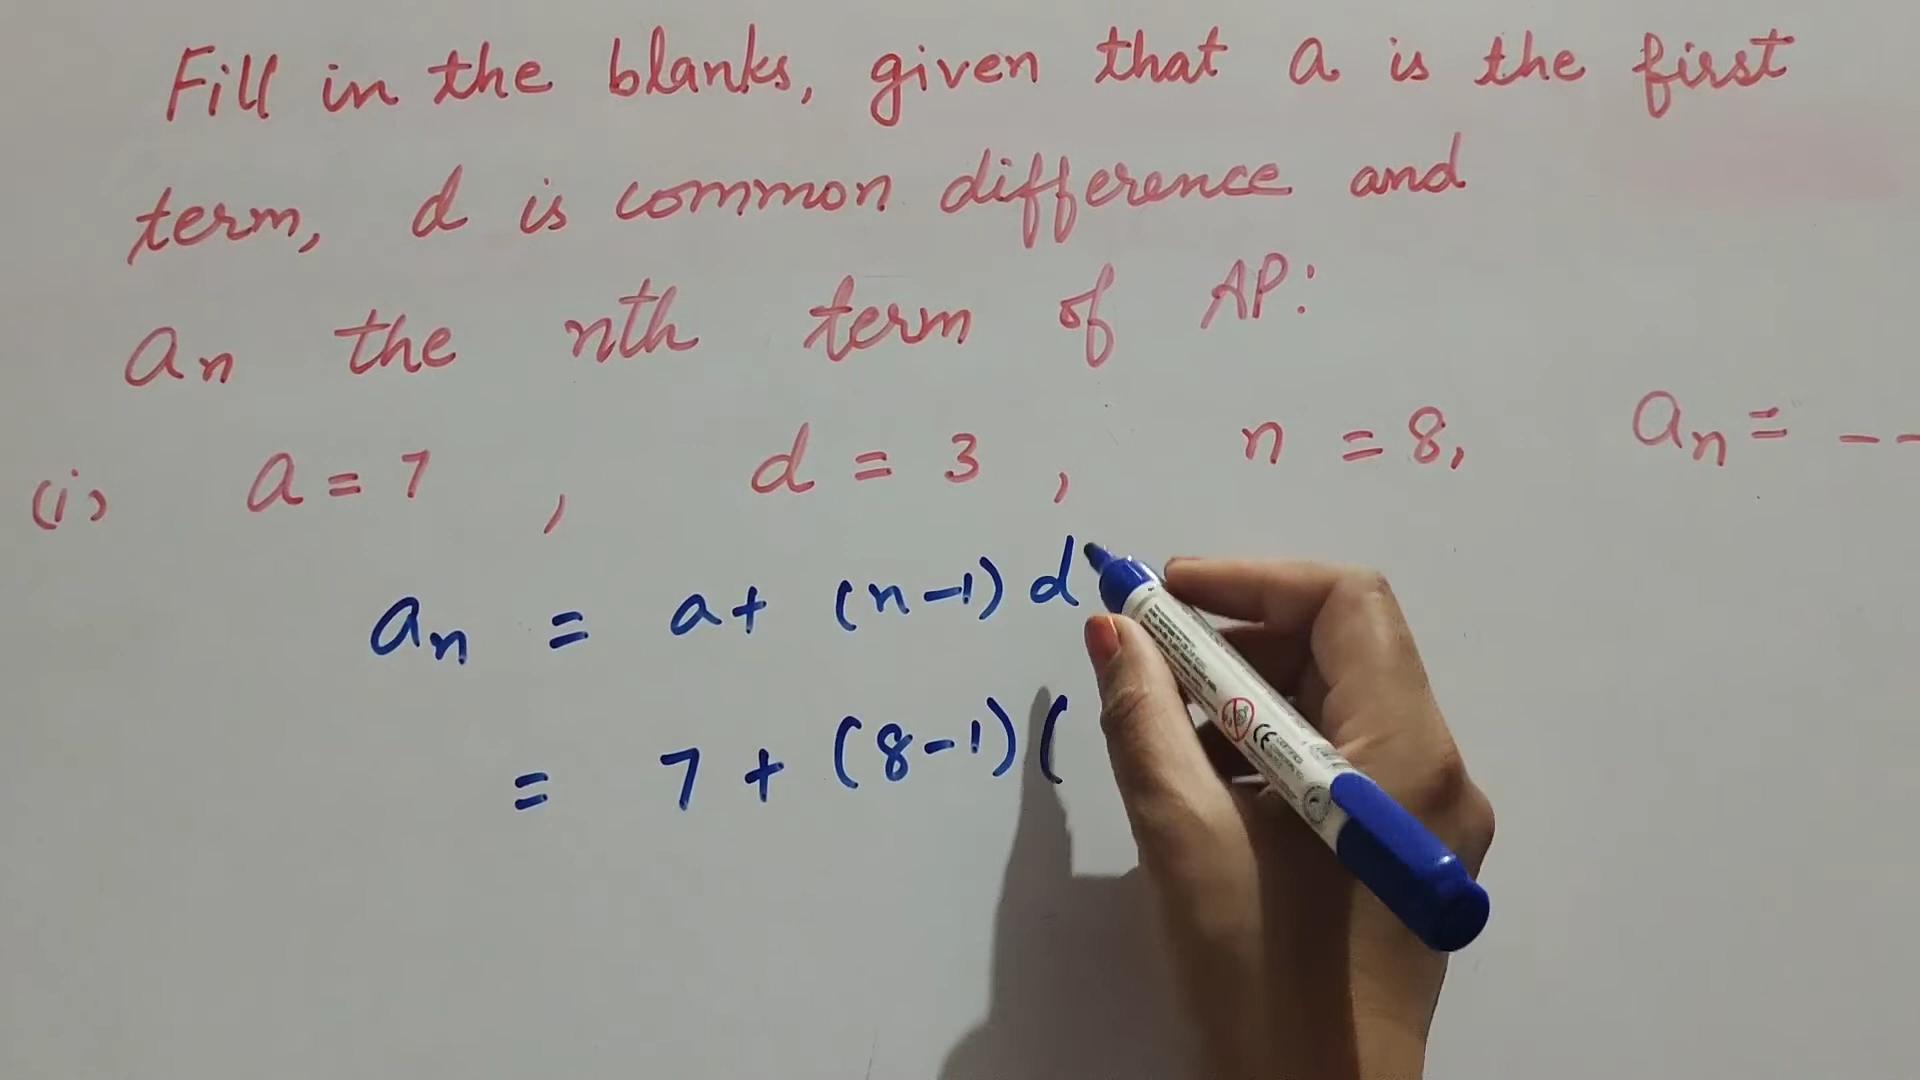 Fill in the blanks, given that a is the first
term, d is common difference and
an the nth term of AP:
(i) a = 7 , d = 3 , n = 8, an = --
an = a + (n-1) d
= 7 + (8-1) (
CE